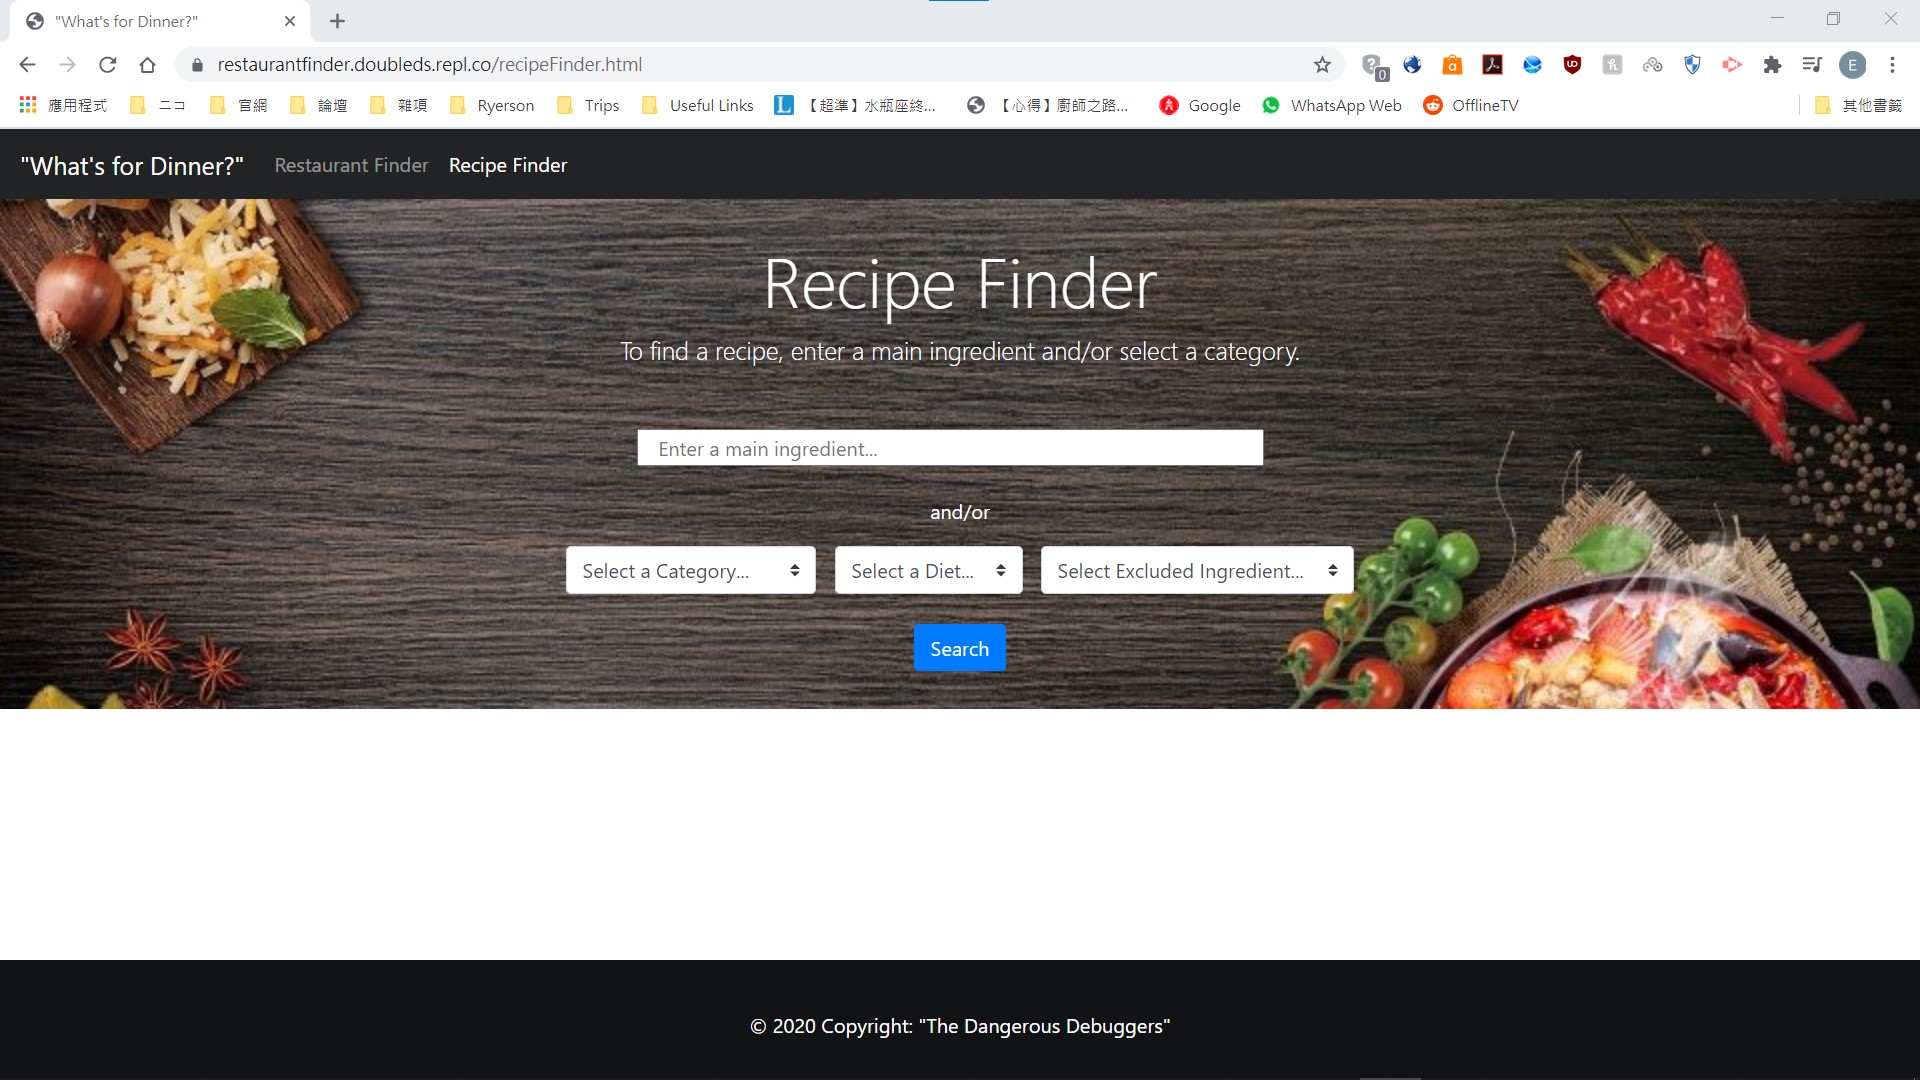 "What's for Dinner?"
restaurantfinder.doubleds.repl.co/recipeFinder.html
0
E
應用程式 ニコ 官網 論壇 雜項 Ryerson Trips Useful Links 【超準】水瓶座終... 【心得】廚師之路... Google WhatsApp Web OfflineTV 其他書籤
"What's for Dinner?" Restaurant Finder Recipe Finder
Recipe Finder
To find a recipe, enter a main ingredient and/or select a category.
Enter a main ingredient...
and/or
Select a Category... Select a Diet... Select Excluded Ingredient...
Search
© 2020 Copyright: "The Dangerous Debuggers"